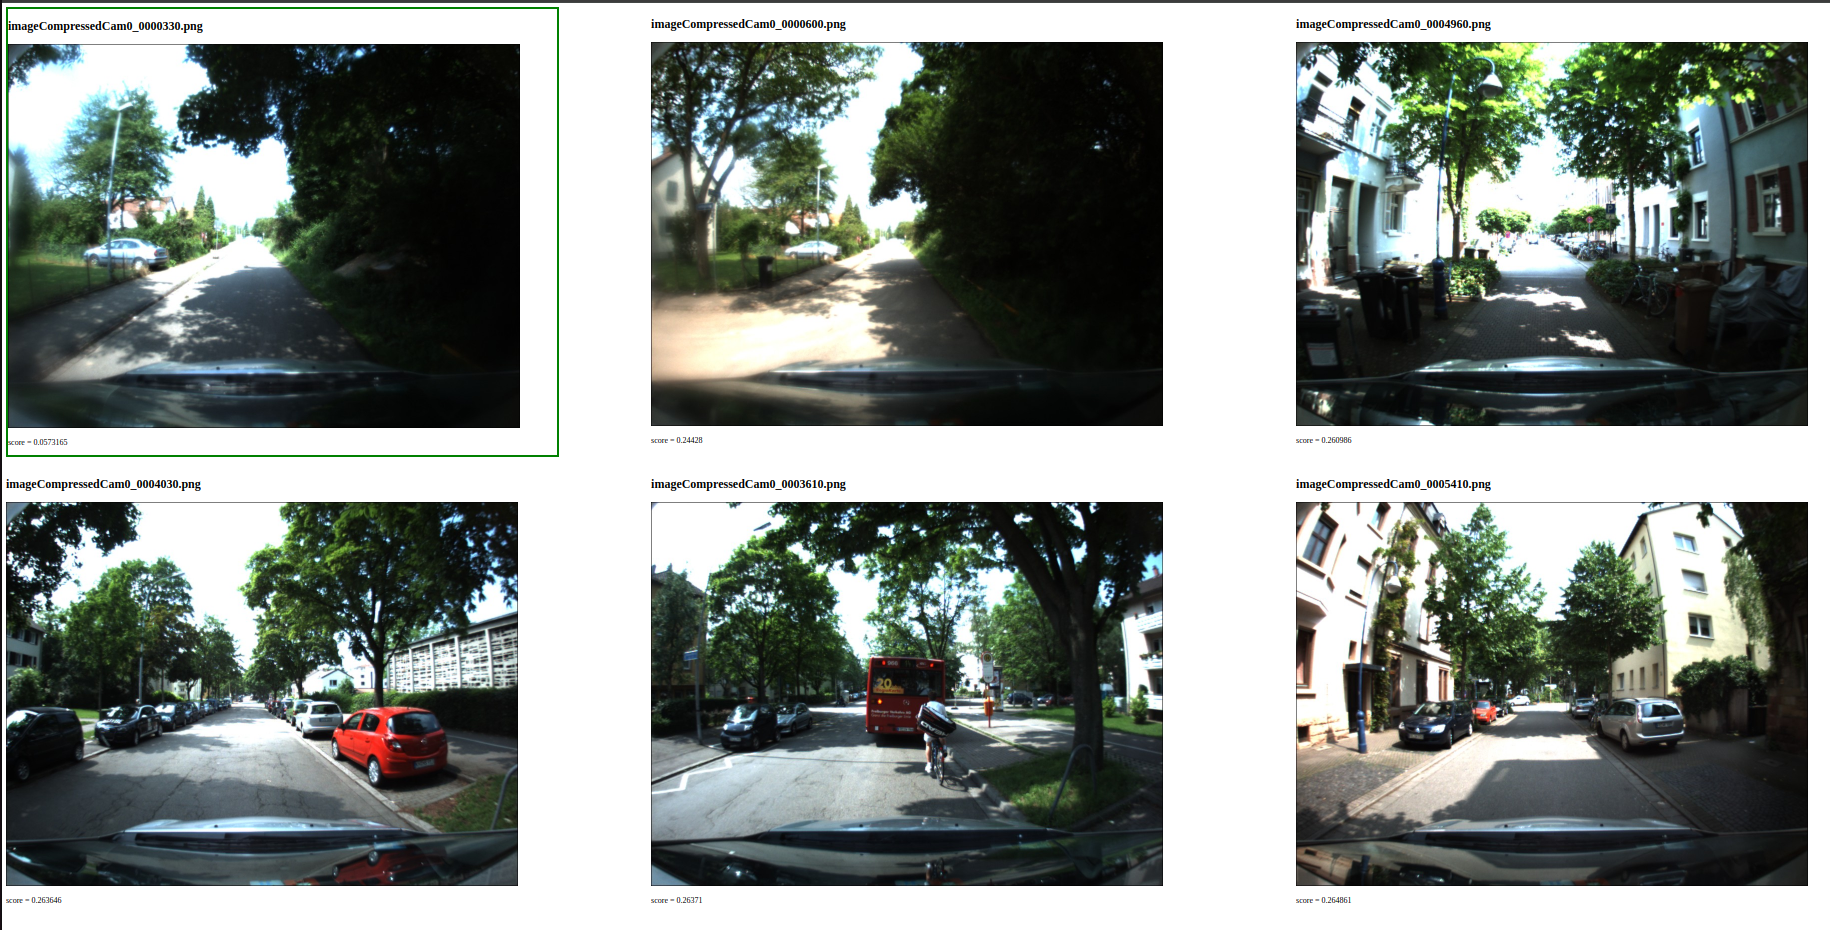 imageCompressedCam0_0000330.png
imageCompressedCam0_0000600.png
imageCompressedCam0_0004960.png
score = 0.0573165
score = 0.24428
score = 0.260986
imageCompressedCam0_0004030.png
imageCompressedCam0_0003610.png
imageCompressedCam0_0005410.png
20
score = 0.263646
score = 0.26371
score = 0.264861